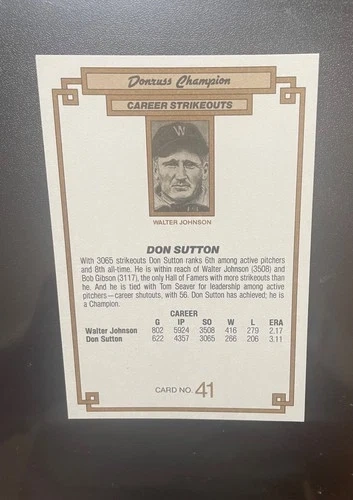 Donruss Champion
CAREER STRIKEOUTS
W
WALTER JOHNSON
DON SUTTON
With 3065 strikeouts Don Sutton ranks 6th among active pitchers
and 8th all-time. He is within reach of Walter Johnson (3508) and
Bob Gibson (3117), the only Hall of Famers with more strikeouts than
he. And he is tied with Tom Seaver for leadership among active
pitchers—career shutouts, with 56. Don Sutton has achieved; he is
a Champion.
CAREER
G IP SO W L ERA
Walter Johnson 802 5924 3508 416 279 2.17
Don Sutton 622 4357 3065 266 206 3.11
CARD NO. 41